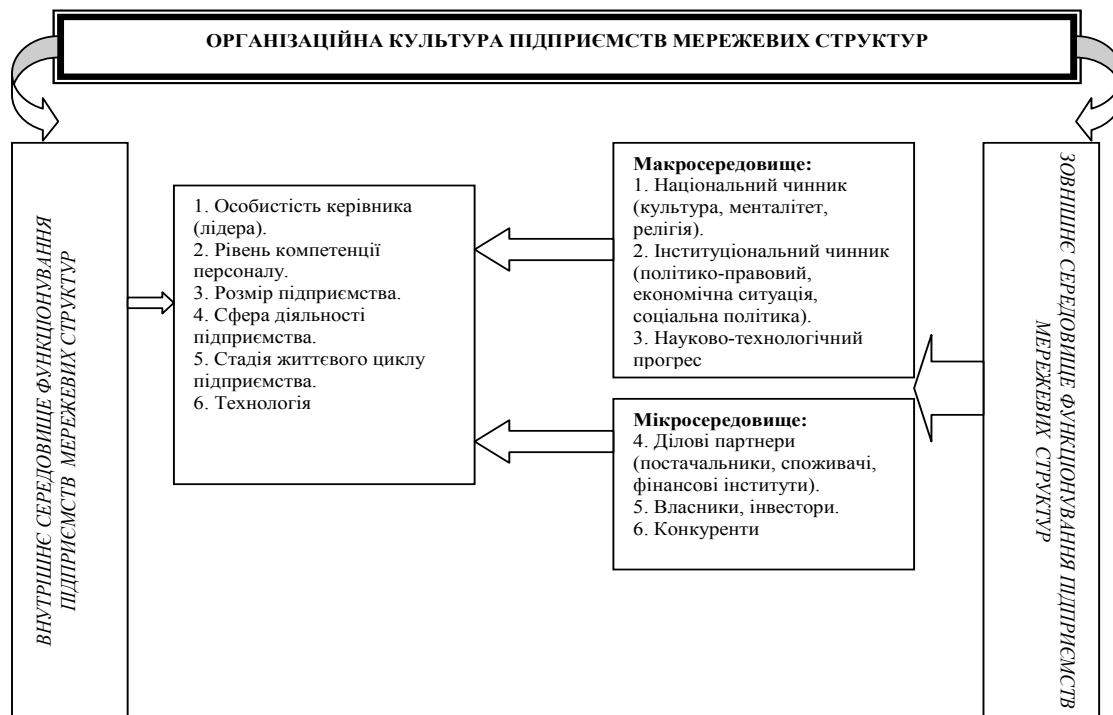 ОРГАНІЗАЦІЙНА КУЛЬТУРА ПІДПРИЄМСТВ МЕРЕЖЕВИХ СТРУКТУР
ВНУТРІШНЄ СЕРЕДОВИЩЕ ФУНКЦІОНУВАННЯ
ПІДПРИЄМСТВ МЕРЕЖЕВИХ СТРУКТУР
1. Особистість керівника
(лідера).
2. Рівень компетенції
персоналу.
3. Розмір підприємства.
4. Сфера діяльності
підприємства.
5. Стадія життєвого циклу
підприємства.
6. Технологія
Макросередовище:
1. Національний чинник
(культура, менталітет,
релігія).
2. Інституціональний чинник
(політико-правовий,
економічна ситуація,
соціальна політика).
3. Науково-технологічний
прогрес
Мікросередовище:
4. Ділові партнери
(постачальники, споживачі,
фінансові інститути).
5. Власники, інвестори.
6. Конкуренти
ЗОВНІШНЄ СЕРЕДОВИЩЕ ФУНКЦІОНУВАННЯ ПІДПРИЄМСТВ
МЕРЕЖЕВИХ СТРУКТУР